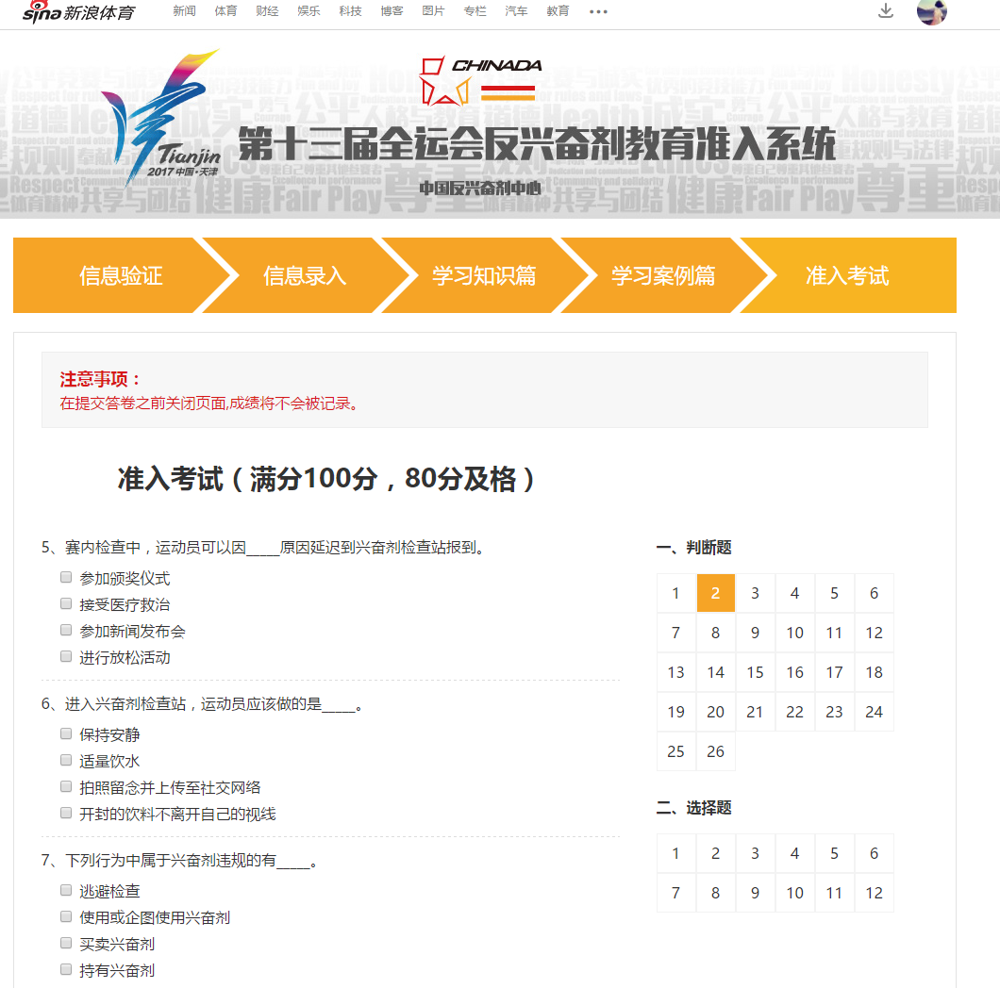 sina 新浪体育 新闻 体育 财经 娱乐 科技 博客 图片 专栏 汽车 教育
CHINADA
Tianjin
2017 中国·天津
第十三届全运会反兴奋剂教育准入系统
中国反兴奋剂中心
信息验证 信息录入 学习知识篇 学习案例篇 准入考试
注意事项：
在提交答卷之前关闭页面,成绩将不会被记录。
准入考试（满分100分，80分及格）
5、赛内检查中，运动员可以因_____原因延迟到兴奋剂检查站报到。
参加颁奖仪式
接受医疗救治
参加新闻发布会
进行放松活动
6、进入兴奋剂检查站，运动员应该做的是_____。
保持安静
适量饮水
拍照留念并上传至社交网络
开封的饮料不离开自己的视线
7、下列行为中属于兴奋剂违规的有_____。
逃避检查
使用或企图使用兴奋剂
买卖兴奋剂
持有兴奋剂
一、判断题
1 2 3 4 5 6
7 8 9 10 11 12
13 14 15 16 17 18
19 20 21 22 23 24
25 26
二、选择题
1 2 3 4 5 6
7 8 9 10 11 12